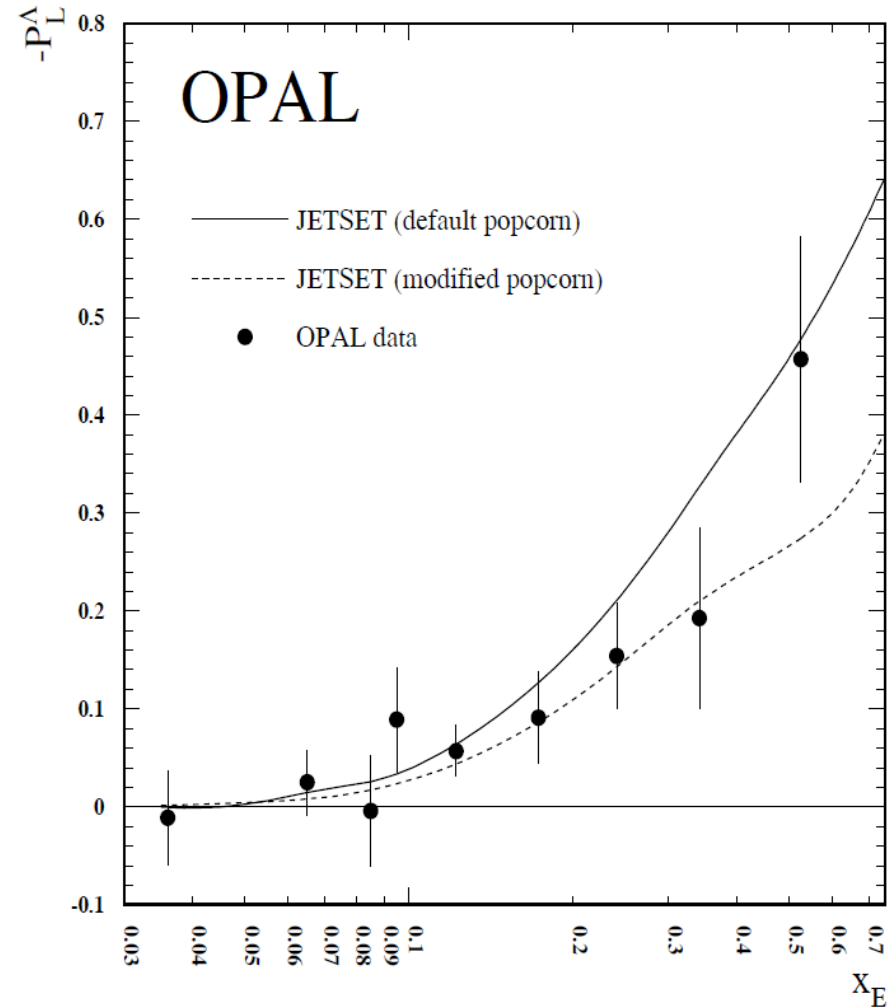 -P_L^Λ
0.8
0.7
0.6
0.5
0.4
0.3
0.2
0.1
0
-0.1
OPAL
JETSET (default popcorn)
JETSET (modified popcorn)
OPAL data
0.03 0.04 0.05 0.06 0.07 0.08 0.09 0.1 0.2 0.3 0.4 0.5 0.6 0.7
x_E